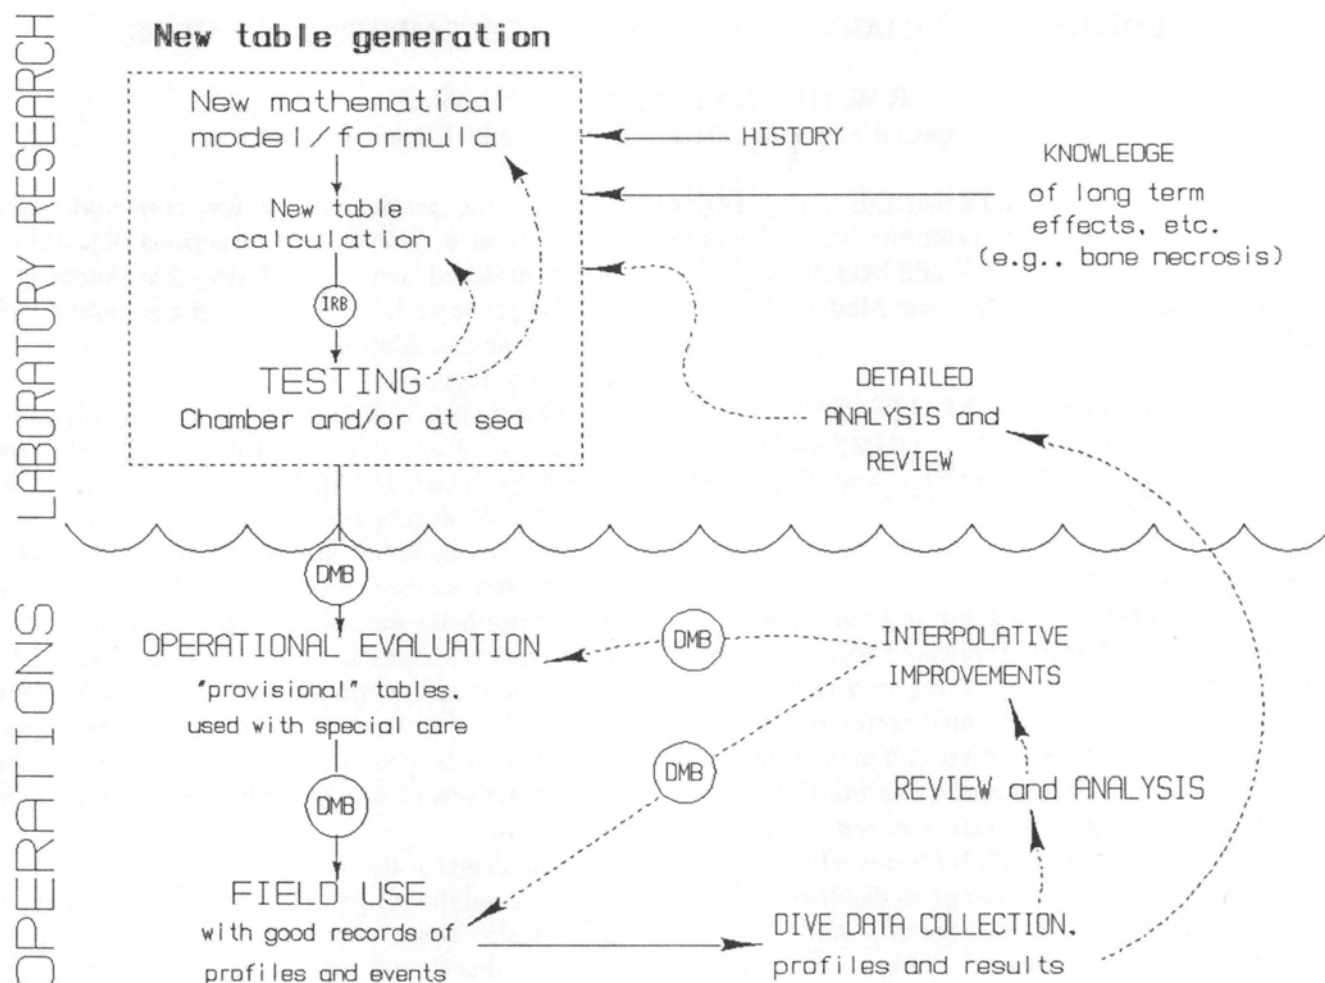 LABORATORY RESEARCH
New table generation
New mathematical
model/formula
New table
calculation
IRB
TESTING
Chamber and/or at sea
HISTORY
KNOWLEDGE
of long term
effects, etc.
(e.g., bone necrosis)
DETAILED
ANALYSIS and
REVIEW
OPERATIONS
DMB
OPERATIONAL EVALUATION
"provisional" tables,
used with special care
DMB
FIELD USE
with good records of
profiles and events
DMB
DMB
INTERPOLATIVE
IMPROVEMENTS
REVIEW and ANALYSIS
DIVE DATA COLLECTION,
profiles and results